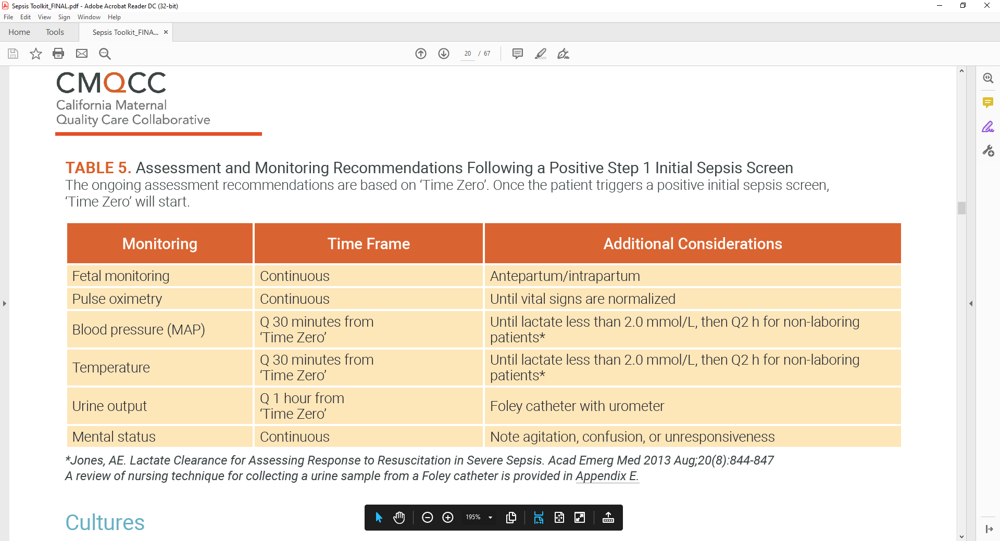 Sepsis Toolkit_FINAL.pdf - Adobe Acrobat Reader DC (32-bit)
File Edit View Sign Window Help
Home Tools Sepsis Toolkit_FINA... ×
20 / 67
CMQCC
California Maternal
Quality Care Collaborative
TABLE 5. Assessment and Monitoring Recommendations Following a Positive Step 1 Initial Sepsis Screen
The ongoing assessment recommendations are based on ‘Time Zero’. Once the patient triggers a positive initial sepsis screen,
‘Time Zero’ will start.
Monitoring Time Frame Additional Considerations
Fetal monitoring Continuous Antepartum/intrapartum
Pulse oximetry Continuous Until vital signs are normalized
Blood pressure (MAP) Q 30 minutes from
‘Time Zero’ Until lactate less than 2.0 mmol/L, then Q2 h for non-laboring
patients*
Temperature Q 30 minutes from
‘Time Zero’ Until lactate less than 2.0 mmol/L, then Q2 h for non-laboring
patients*
Urine output Q 1 hour from
‘Time Zero’ Foley catheter with urometer
Mental status Continuous Note agitation, confusion, or unresponsiveness
*Jones, AE. Lactate Clearance for Assessing Response to Resuscitation in Severe Sepsis. Acad Emerg Med 2013 Aug;20(8):844-847
A review of nursing technique for collecting a urine sample from a Foley catheter is provided in Appendix E.
Cultures
195%